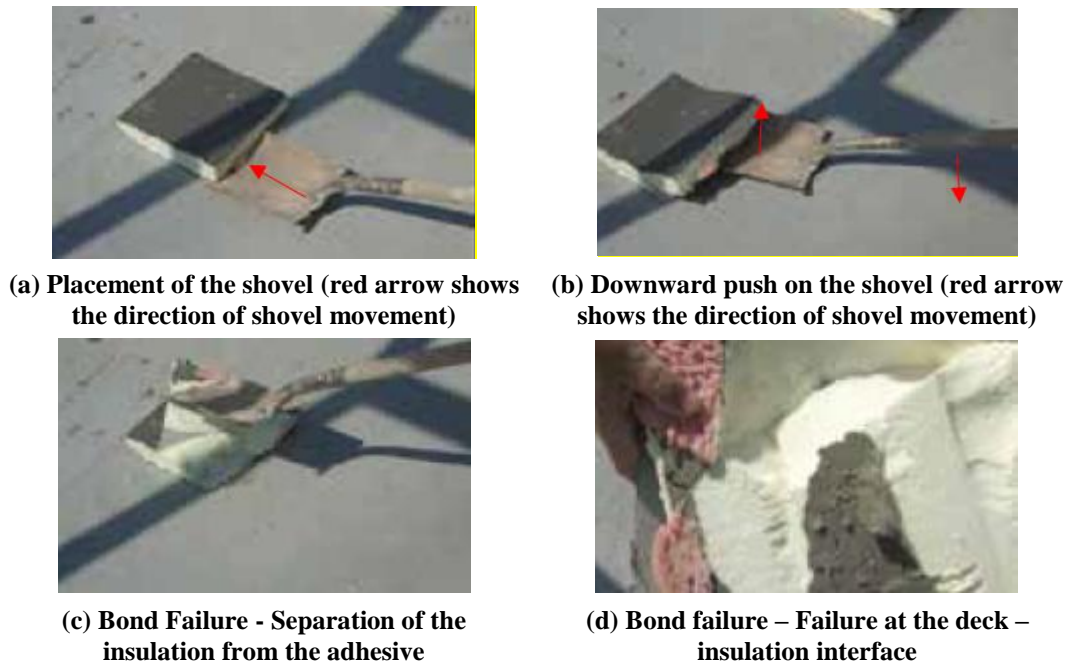 (a) Placement of the shovel (red arrow shows
the direction of shovel movement)
(b) Downward push on the shovel (red arrow
shows the direction of shovel movement)
(c) Bond Failure - Separation of the
insulation from the adhesive
(d) Bond failure – Failure at the deck –
insulation interface